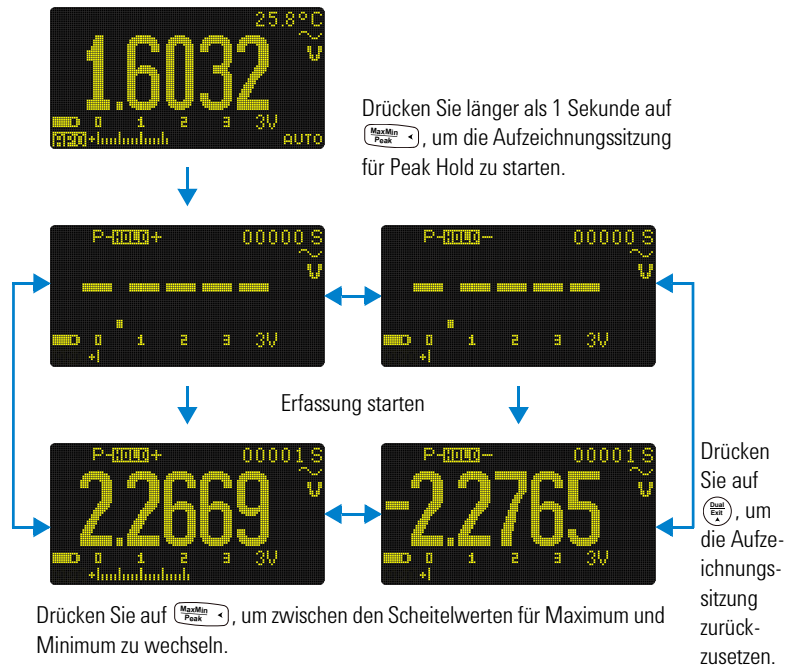 25.8°C
1.6032 V
0 1 2 3 3V
APO + AUTO
Drücken Sie länger als 1 Sekunde auf
MaxMin Peak , um die Aufzeichnungssitzung
für Peak Hold zu starten.
P-HOLD+ 00000 S
V
- ----
0 1 2 3 3V
+
P-HOLD- 00000 S
V
- ----
0 1 2 3 3V
+
Erfassung starten
P-HOLD+ 00001 S
2.2669 V
0 1 2 3 3V
+
P-HOLD- 00001 S
-2.2765 V
0 1 2 3 3V
+
Drücken
Sie auf
Dual Exit , um
die Aufze-
ichnungs-
sitzung
zurück-
zusetzen.
Drücken Sie auf MaxMin Peak , um zwischen den Scheitelwerten für Maximum und
Minimum zu wechseln.